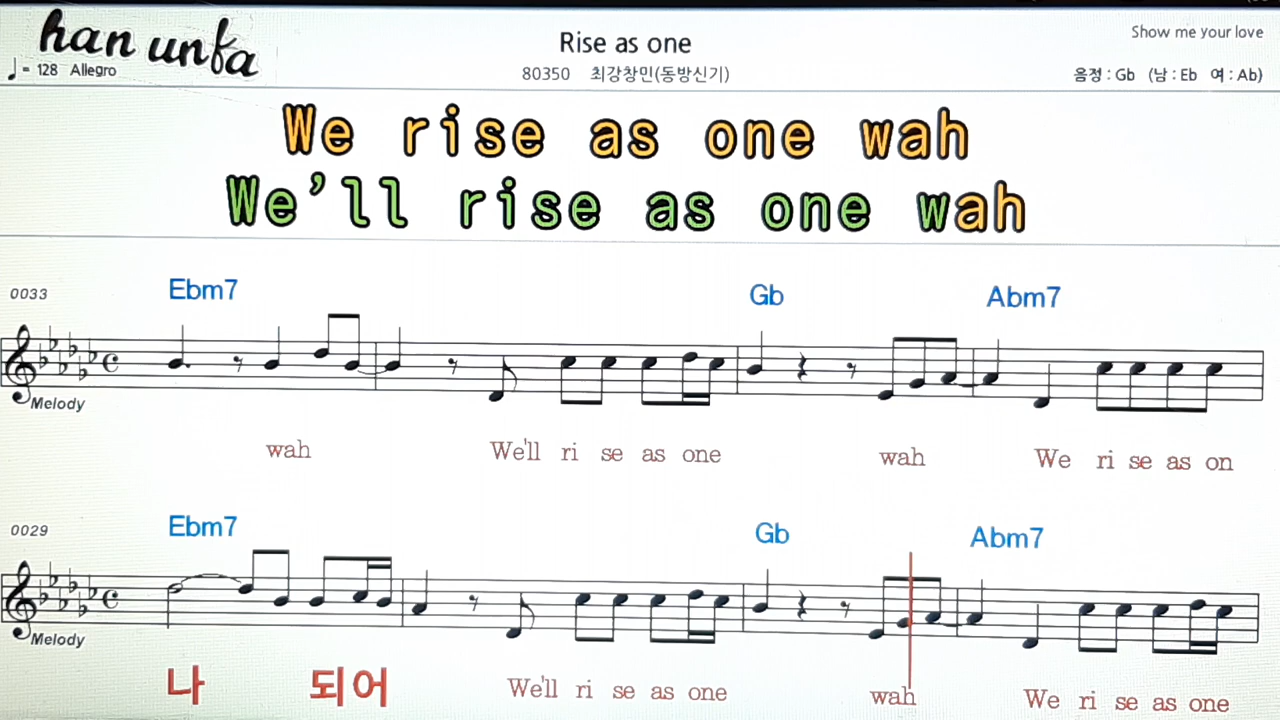 han unfa
Rise as one
Show me your love
♩= 128 Allegro
80350 최강창민(동방신기)
음정 : Gb (남 : Eb 여 : Ab)
We rise as one wah
We'll rise as one wah
0033
Ebm7 Gb Abm7
Melody
wah We'll ri se as one wah We ri se as on
0029
Ebm7 Gb Abm7
Melody
나 되어 We'll ri se as one wah We ri se as one